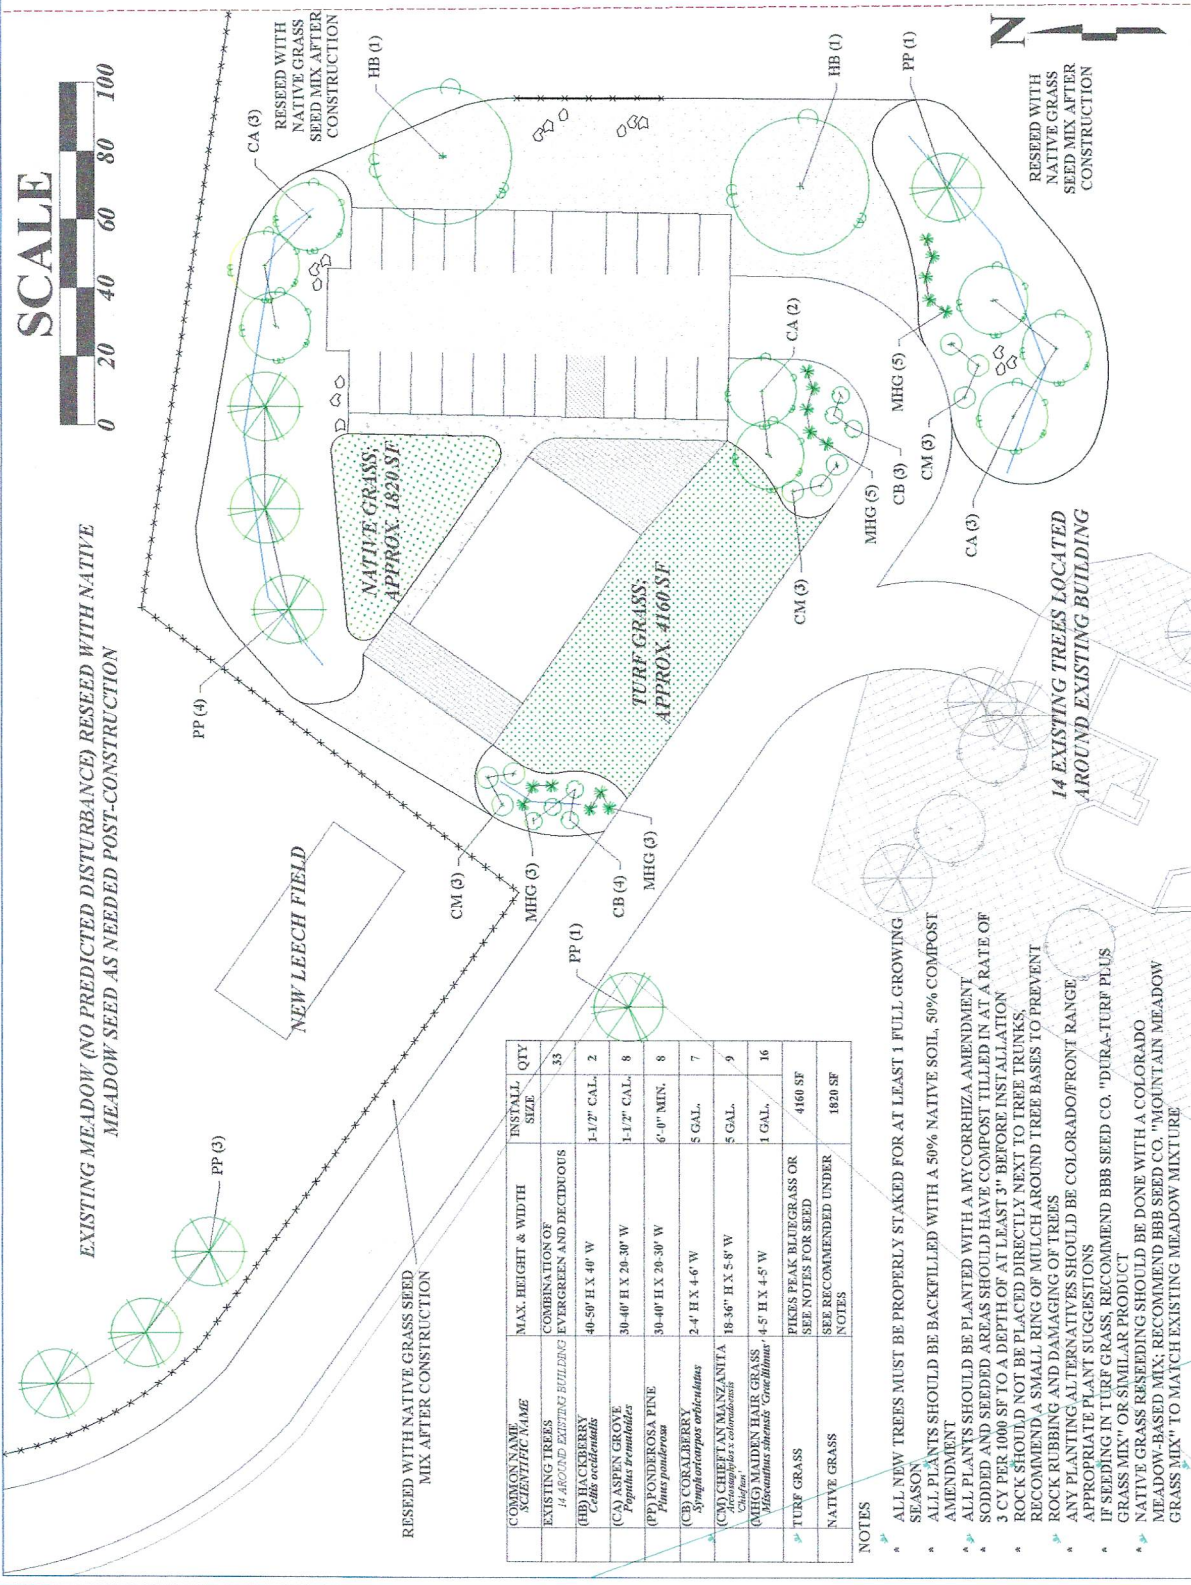 SCALE
0 20 40 60 80 100
EXISTING MEADOW (NO PREDICTED DISTURBANCE) RESEED WITH NATIVE
MEADOW SEED AS NEEDED POST-CONSTRUCTION
RESEED WITH
NATIVE GRASS
SEED MIX AFTER
CONSTRUCTION
CA (3)
HB (1)
PP (4)
PP (3)
NEW LEECH FIELD
NATIVE GRASS,
APPROX. 1820 SF
TURF GRASS,
APPROX. 4160 SF
HB (1)
PP (1)
N
RESEED WITH
NATIVE GRASS
SEED MIX AFTER
CONSTRUCTION
CA (2)
MHG (5)
CM (3)
CA (3)
CB (3)
MHG (5)
CM (3)
CM (3)
MHG (3)
CB (4)
MHG (3)
PP (1)
14 EXISTING TREES LOCATED
AROUND EXISTING BUILDING
RESEED WITH NATIVE GRASS SEED
MIX AFTER CONSTRUCTION
COMMON NAME
SCIENTIFIC NAME
MAX. HEIGHT & WIDTH
INSTALL
SIZE
QTY
EXISTING TREES
14 AROUND EXISTING BUILDING
COMBINATION OF
EVERGREEN AND DECIDUOUS
33
(HB) HACKBERRY
Celtis occidentalis
40-50' H X 40' W
1-1/2" CAL.
2
(CA) ASPEN GROVE
Populus tremuloides
30-40' H X 20-30' W
1-1/2" CAL.
8
(PP) PONDEROSA PINE
Pinus ponderosa
30-40' H X 20-30' W
6'-0" MIN.
8
(CB) CORALBERRY
Symphoricarpos orbiculatus
2-4' H X 4-6' W
5 GAL.
7
(CM) CHIEFTAN MANZANITA
Arctostaphylos x coloradoensis
'Chieftan'
18-36" H X 5-8' W
5 GAL.
9
(MHG) MAIDEN HAIR GRASS
Miscanthus sinensis 'Gracilimus'
4-5' H X 4-5' W
1 GAL.
16
TURF GRASS
PIKES PEAK BLUEGRASS OR
SEE NOTES FOR SEED
4160 SF
NATIVE GRASS
SEE RECOMMENDED UNDER
NOTES
1820 SF
NOTES
* ALL NEW TREES MUST BE PROPERLY STAKED FOR AT LEAST 1 FULL GROWING
SEASON
* ALL PLANTS SHOULD BE BACKFILLED WITH A 50% NATIVE SOIL, 50% COMPOST
AMENDMENT
* ALL PLANTS SHOULD BE PLANTED WITH A MYCORRHIZA AMENDMENT
* SODDED AND SEEDED AREAS SHOULD HAVE COMPOST TILLED IN AT A RATE OF
3 CY PER 1000 SF TO A DEPTH OF AT LEAST 3" BEFORE INSTALLATION
* ROCK SHOULD NOT BE PLACED DIRECTLY NEXT TO TREE TRUNKS,
RECOMMEND A SMALL RING OF MULCH AROUND TREE BASES TO PREVENT
ROCK RUBBING AND DAMAGING OF TREES
* ANY PLANTING ALTERNATIVES SHOULD BE COLORADO/FRONT RANGE
APPROPRIATE PLANT SUGGESTIONS
* IF SEEDING IN TURF GRASS, RECOMMEND BBB SEED CO. "DURA-TURF PLUS
GRASS MIX" OR SIMILAR PRODUCT
* NATIVE GRASS RESEEDING SHOULD BE DONE WITH A COLORADO
MEADOW-BASED MIX; RECOMMEND BBB SEED CO. "MOUNTAIN MEADOW
GRASS MIX" TO MATCH EXISTING MEADOW MIXTURE